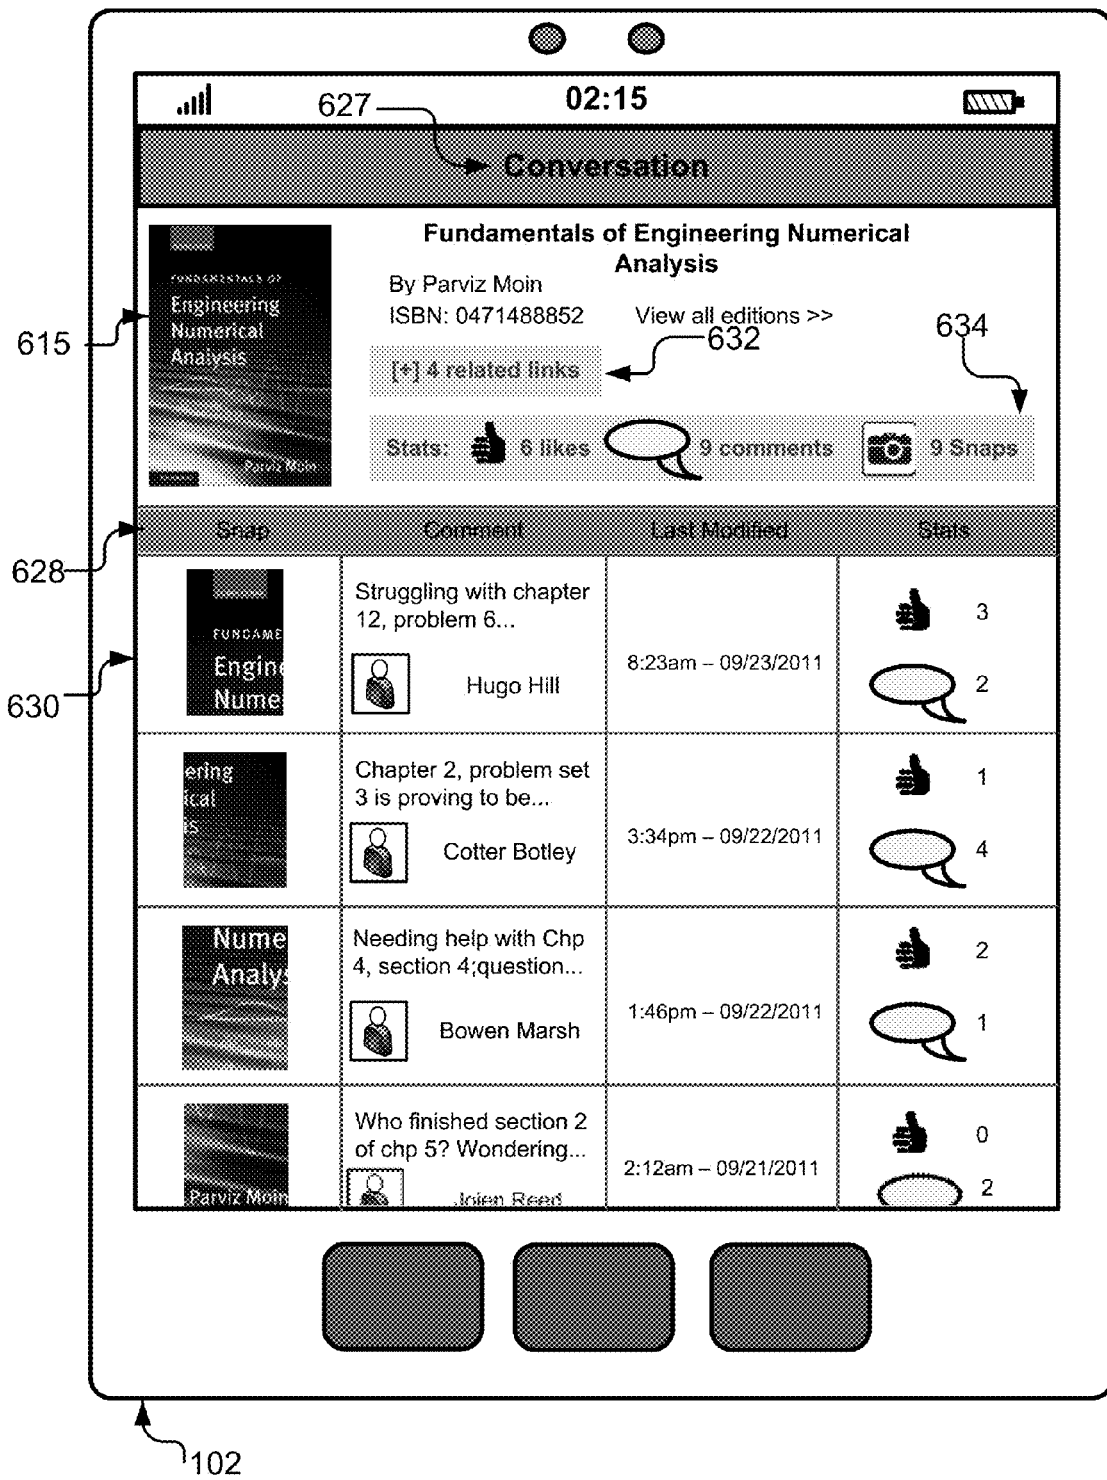 02:15
627
Conversation
Fundamentals of Engineering Numerical
Analysis
By Parviz Moin
ISBN: 0471488852 View all editions >>
FUNDAMENTALS OF
Engineering
Numerical
Analysis
Parviz Moin
615
632
634
[+] 4 related links
Stats: 6 likes 9 comments 9 Snaps
628
Snap Comment Last Modified Stats
630
FUNDAME
Engine
Nume
Struggling with chapter
12, problem 6...
Hugo Hill
8:23am – 09/23/2011
3
2
ering
ical
is
Chapter 2, problem set
3 is proving to be...
Cotter Botley
3:34pm – 09/22/2011
1
4
Nume
Analys
Needing help with Chp
4, section 4;question...
Bowen Marsh
1:46pm – 09/22/2011
2
1
Parviz Moin
Who finished section 2
of chp 5? Wondering...
Jojen Reed
2:12am – 09/21/2011
0
2
102